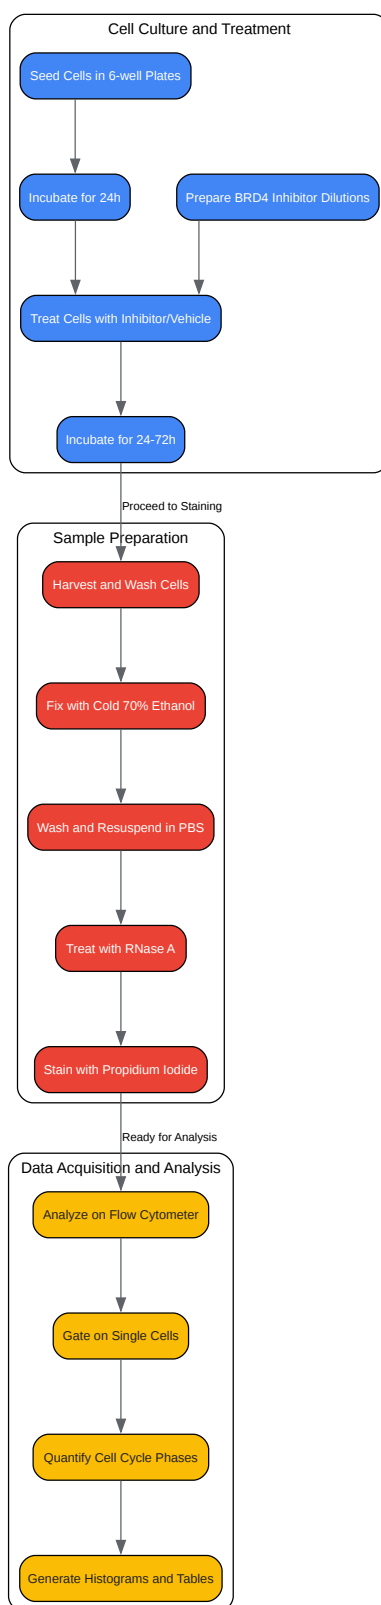 Cell Culture and Treatment
Seed Cells in 6-well Plates
Incubate for 24h
Prepare BRD4 Inhibitor Dilutions
Treat Cells with Inhibitor/Vehicle
Incubate for 24-72h
Proceed to Staining
Sample Preparation
Harvest and Wash Cells
Fix with Cold 70% Ethanol
Wash and Resuspend in PBS
Treat with RNase A
Stain with Propidium Iodide
Ready for Analysis
Data Acquisition and Analysis
Analyze on Flow Cytometer
Gate on Single Cells
Quantify Cell Cycle Phases
Generate Histograms and Tables